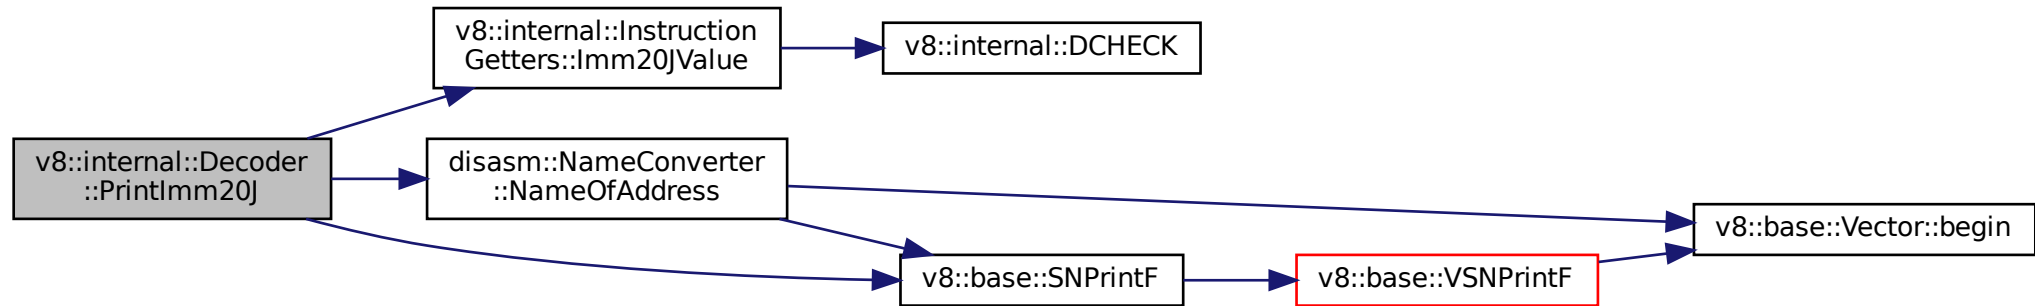 v8::internal::Instruction
Getters::Imm20JValue
v8::internal::DCHECK
v8::internal::Decoder
::PrintImm20J
disasm::NameConverter
::NameOfAddress
v8::base::Vector::begin
v8::base::SNPrintF
v8::base::VSNPrintF